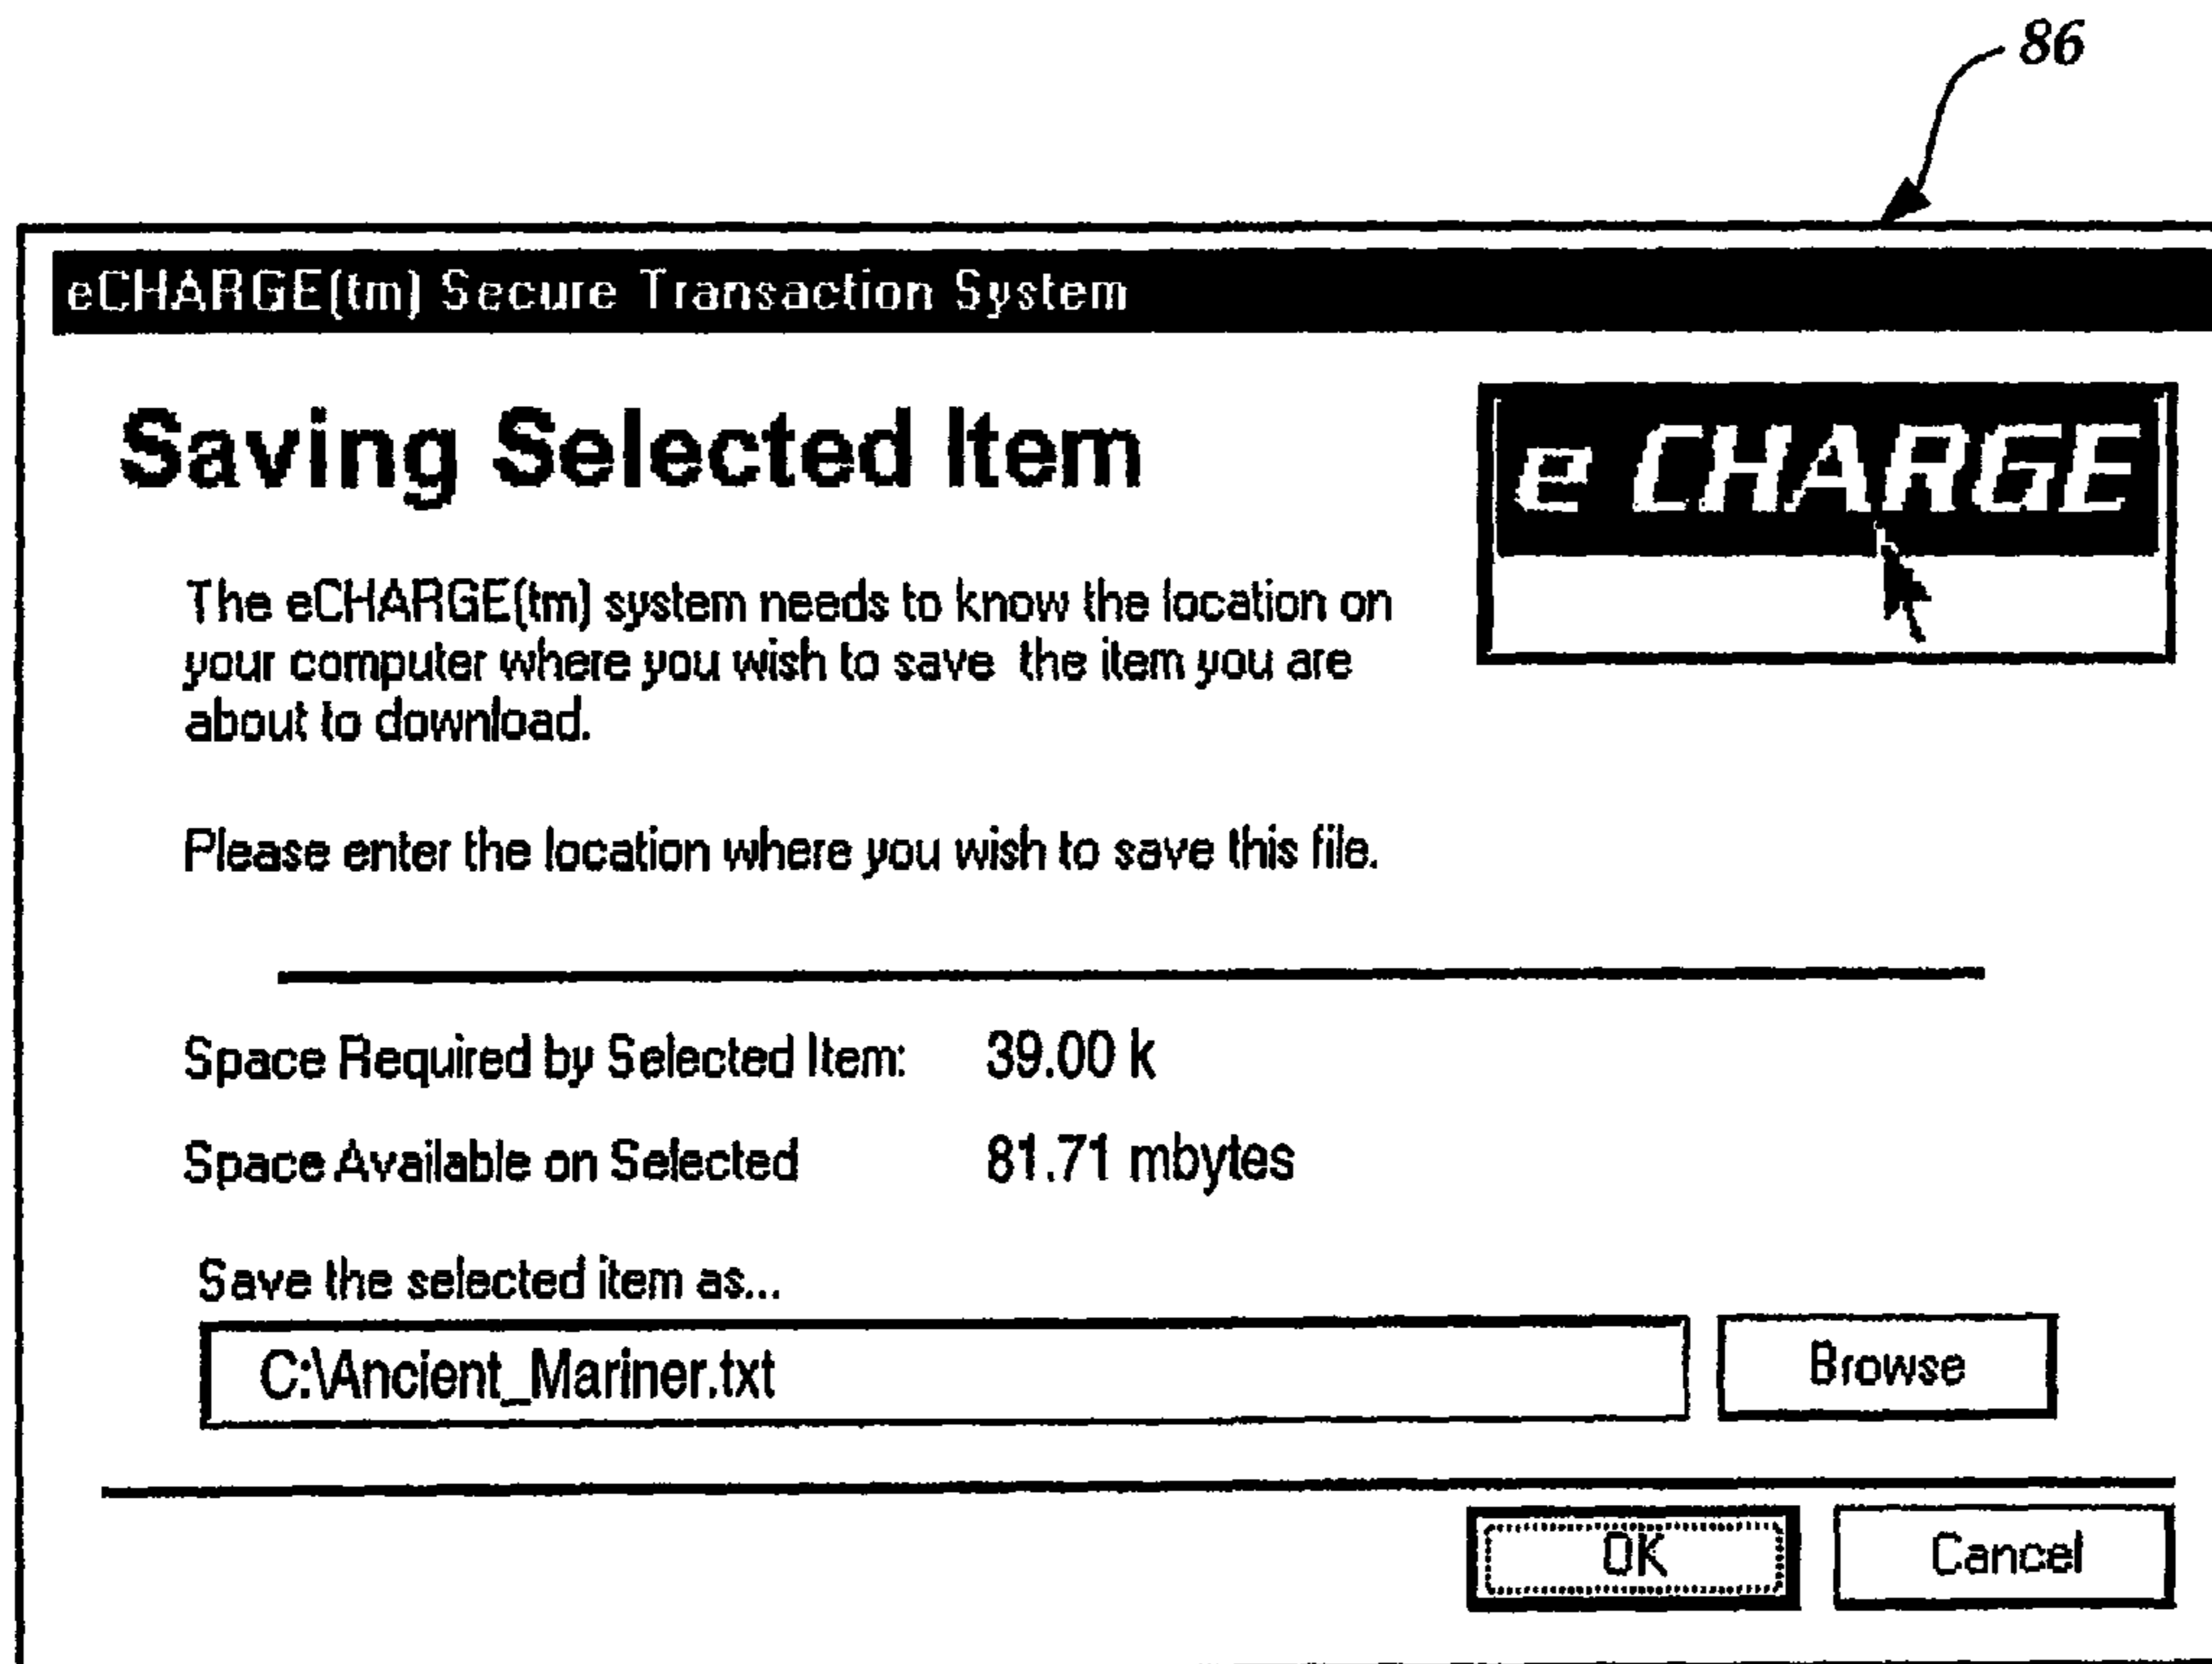 86
eCHARGE(tm) Secure Transaction System
Saving Selected Item
e CHARGE
The eCHARGE(tm) system needs to know the location on
your computer where you wish to save the item you are
about to download.
Please enter the location where you wish to save this file.
Space Required by Selected Item: 39.00 k
Space Available on Selected 81.71 mbytes
Save the selected item as...
C:\Ancient_Mariner.txt
Browse
OK
Cancel